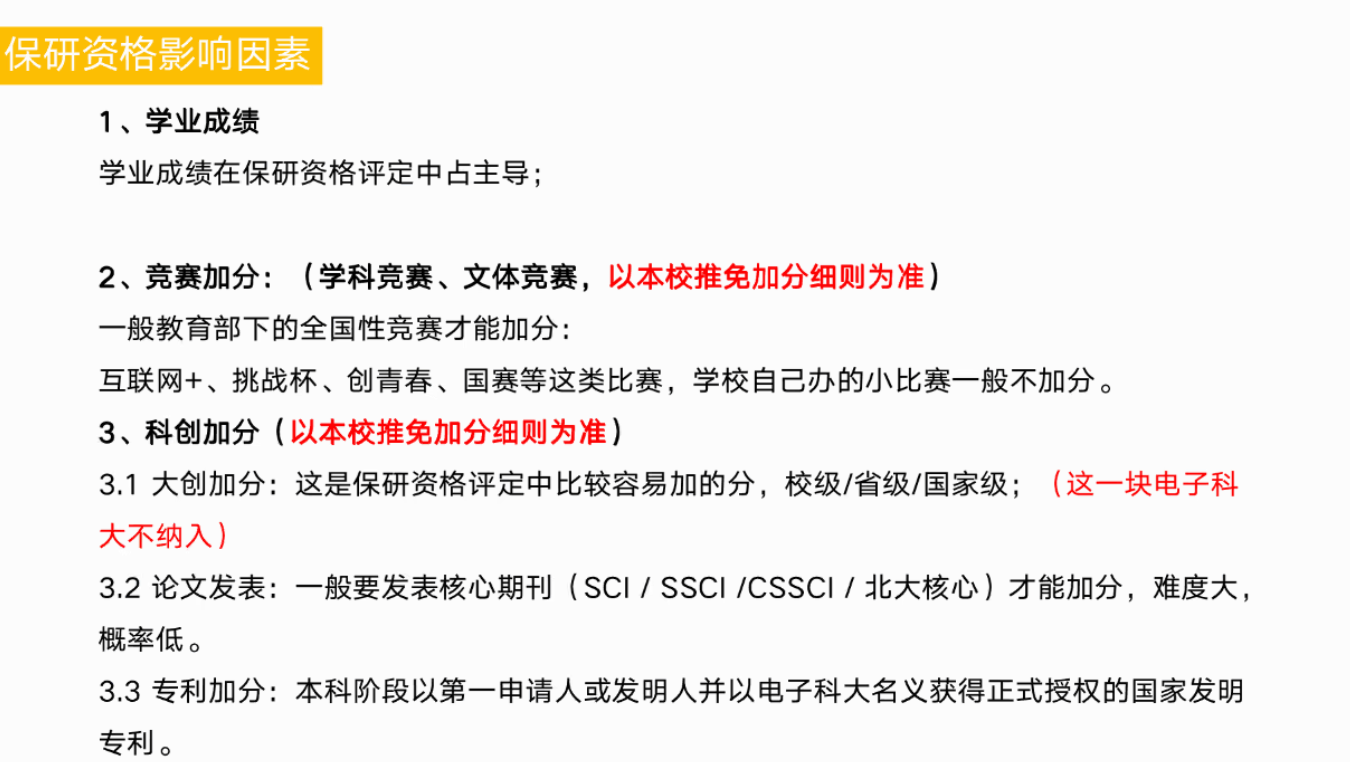 保研资格影响因素
1、学业成绩
学业成绩在保研资格评定中占主导；
2、竞赛加分：（学科竞赛、文体竞赛，以本校推免加分细则为准）
一般教育部下的全国性竞赛才能加分：
互联网+、挑战杯、创青春、国赛等这类比赛，学校自己办的小比赛一般不加分。
3、科创加分（以本校推免加分细则为准）
3.1 大创加分：这是保研资格评定中比较容易加的分，校级/省级/国家级；（这一块电子科
大不纳入）
3.2 论文发表：一般要发表核心期刊（SCI / SSCI /CSSCI / 北大核心）才能加分，难度大，
概率低。
3.3 专利加分：本科阶段以第一申请人或发明人并以电子科大名义获得正式授权的国家发明
专利。